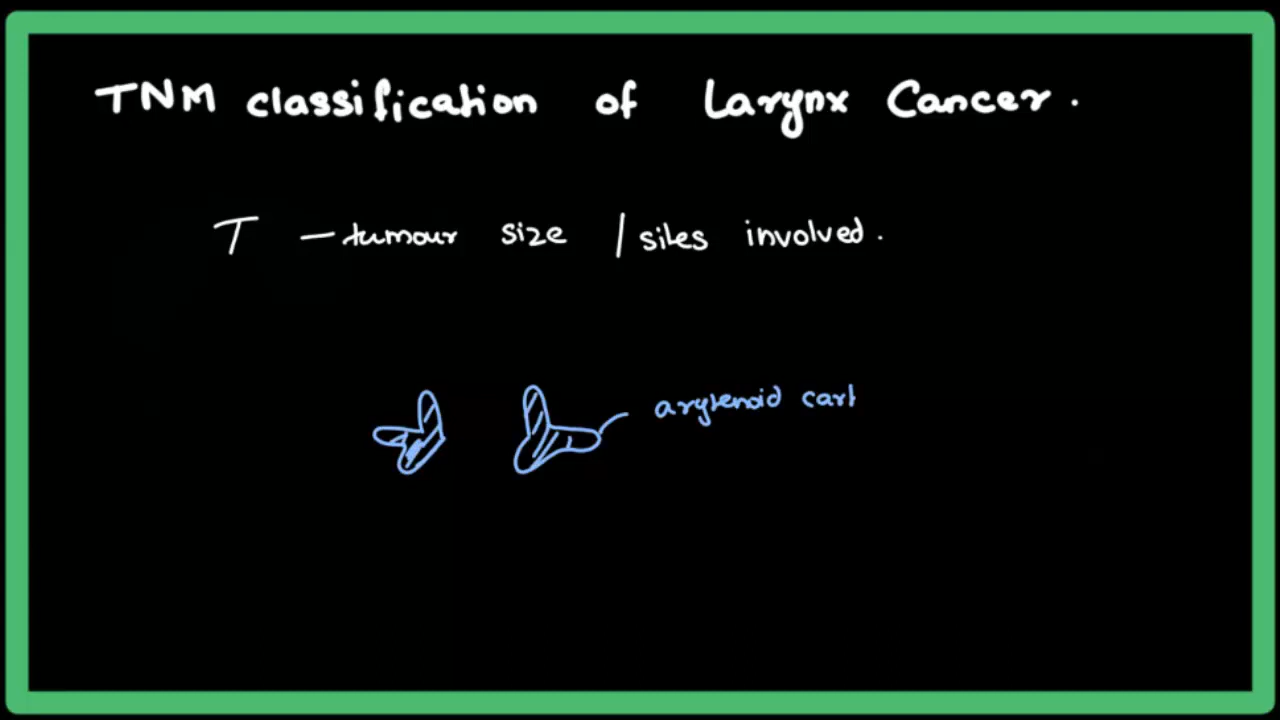 TNM classification of Larynx Cancer.
T – tumour size / sites involved.
arytenoid cart